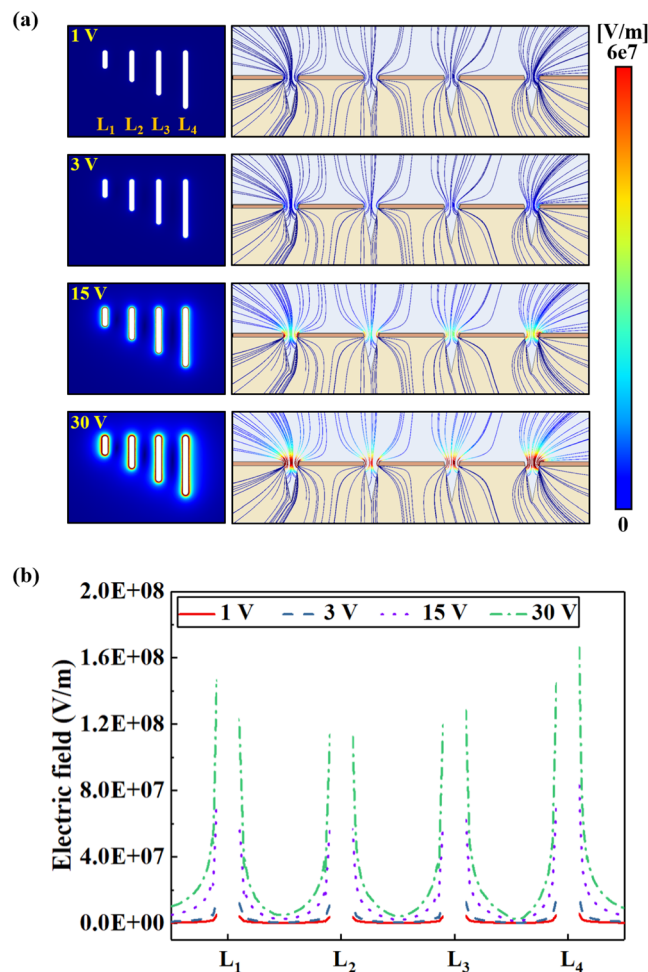 (a)
[V/m]
6e7
1 V
L₁ L₂ L₃ L₄
3 V
15 V
30 V
0
(b)
2.0E+08
1 V 3 V 15 V 30 V
1.6E+08
1.2E+08
8.0E+07
4.0E+07
0.0E+00
Electric field (V/m)
L₁ L₂ L₃ L₄